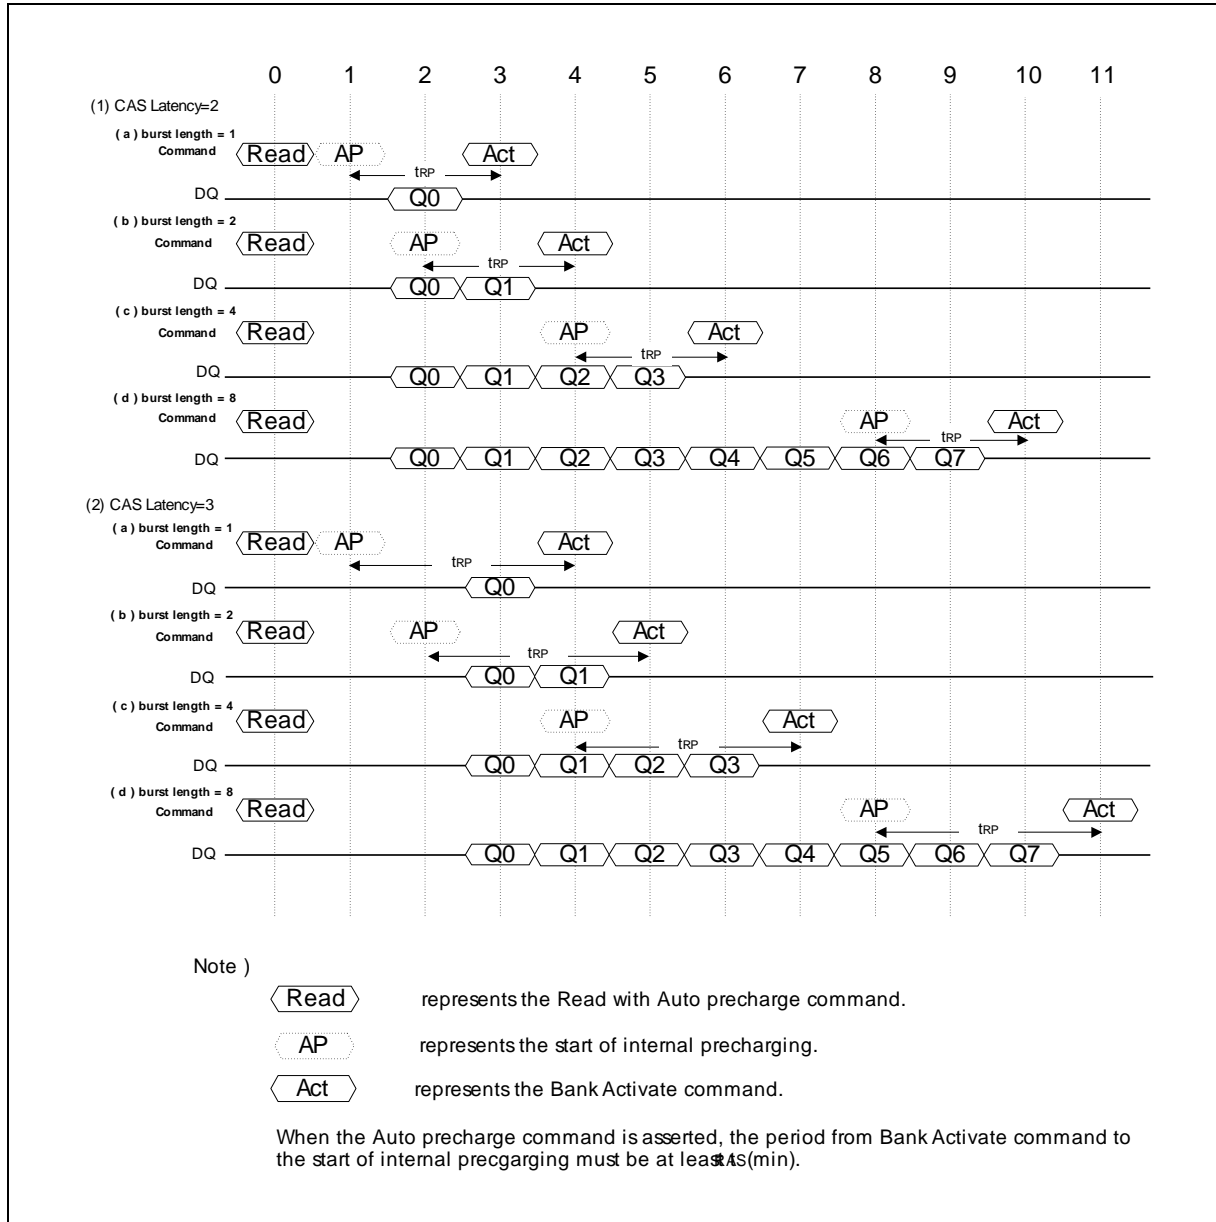 0 1 2 3 4 5 6 7 8 9 10 11
(1) CAS Latency=2
( a ) burst length = 1
Command Read AP Act
tRP
DQ Q0
( b ) burst length = 2
Command Read AP Act
tRP
DQ Q0 Q1
( c ) burst length = 4
Command Read AP Act
tRP
DQ Q0 Q1 Q2 Q3
( d ) burst length = 8
Command Read AP Act
tRP
DQ Q0 Q1 Q2 Q3 Q4 Q5 Q6 Q7
(2) CAS Latency=3
( a ) burst length = 1
Command Read AP Act
tRP
DQ Q0
( b ) burst length = 2
Command Read AP Act
tRP
DQ Q0 Q1
( c ) burst length = 4
Command Read AP Act
tRP
DQ Q0 Q1 Q2 Q3
( d ) burst length = 8
Command Read AP Act
tRP
DQ Q0 Q1 Q2 Q3 Q4 Q5 Q6 Q7
Note )
Read represents the Read with Auto precharge command.
AP represents the start of internal precharging.
Act represents the Bank Activate command.
When the Auto precharge command is asserted, the period from Bank Activate command to
the start of internal precgarging must be at least tRAS(min).